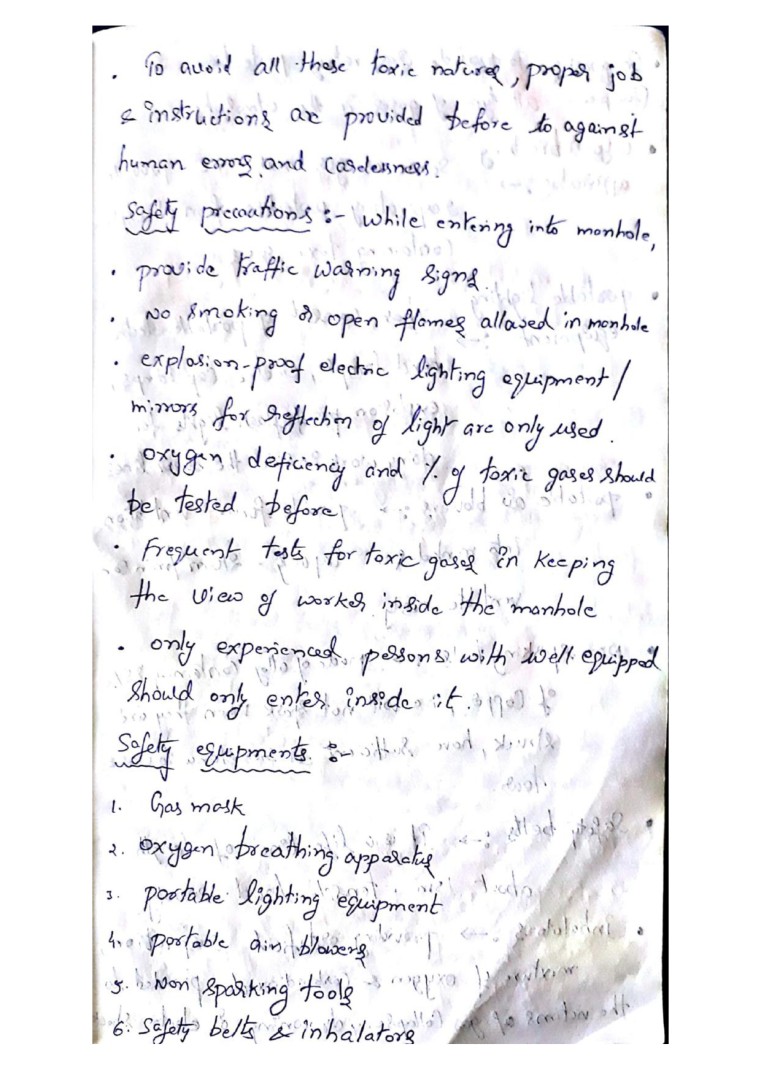 . To avoid all these toxic natures, proper job
& instructions are provided before to against
human errors and carelessness.
Safety precautions :- while entering into manhole,
. provide traffic warning signs.
. No smoking or open flames allowed in manhole
. explosion-proof electric lighting equipment /
mirrors for reflection of light are only used.
. oxygen deficiency and % of toxic gases should
be tested before
. Frequent tests for toxic gases in keeping
the view of worker inside the manhole
. only experienced persons with well equipped
should only enter inside it.
Safety equipments :-
1. Gas mask
2. oxygen breathing apparatus
3. portable lighting equipment
4. portable air blowers
5. Non sparking tools
6. Safety belts & inhalators